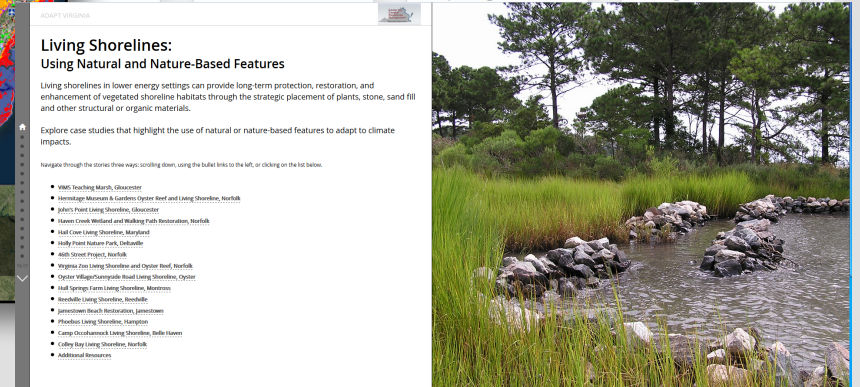 ADAPT VIRGINIA
Living Shorelines:
Using Natural and Nature-Based Features
Living shorelines in lower energy settings can provide long-term protection, restoration, and
enhancement of vegetated shoreline habitats through the strategic placement of plants, stone, sand fill
and other structural or organic materials.
Explore case studies that highlight the use of natural or nature-based features to adapt to climate
impacts.
Navigate through the stories three ways: scrolling down, using the bullet links to the left, or clicking on the list below.
VIMS Teaching Marsh, Gloucester
Hermitage Museum & Gardens Oyster Reef and Living Shoreline, Norfolk
John's Point Living Shoreline, Gloucester
Haven Creek Wetland and Walking Path Restoration, Norfolk
Hail Cove Living Shoreline, Maryland
Holly Point Nature Park, Deltaville
46th Street Project, Norfolk
Virginia Zoo Living Shoreline and Oyster Reef, Norfolk
Oyster Village/Sunnyside Road Living Shoreline, Oyster
Hull Springs Farm Living Shoreline, Montross
Reedville Living Shoreline, Reedville
Jamestown Beach Restoration, Jamestown
Phoebus Living Shoreline, Hampton
Camp Occohannock Living Shoreline, Belle Haven
Colley Bay Living Shoreline, Norfolk
Additional Resources